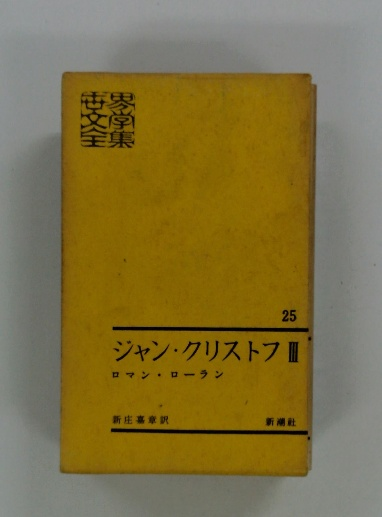 世界文学全集
25
ジャン・クリストフ Ⅲ
ロマン・ローラン
新庄嘉章訳
新潮社